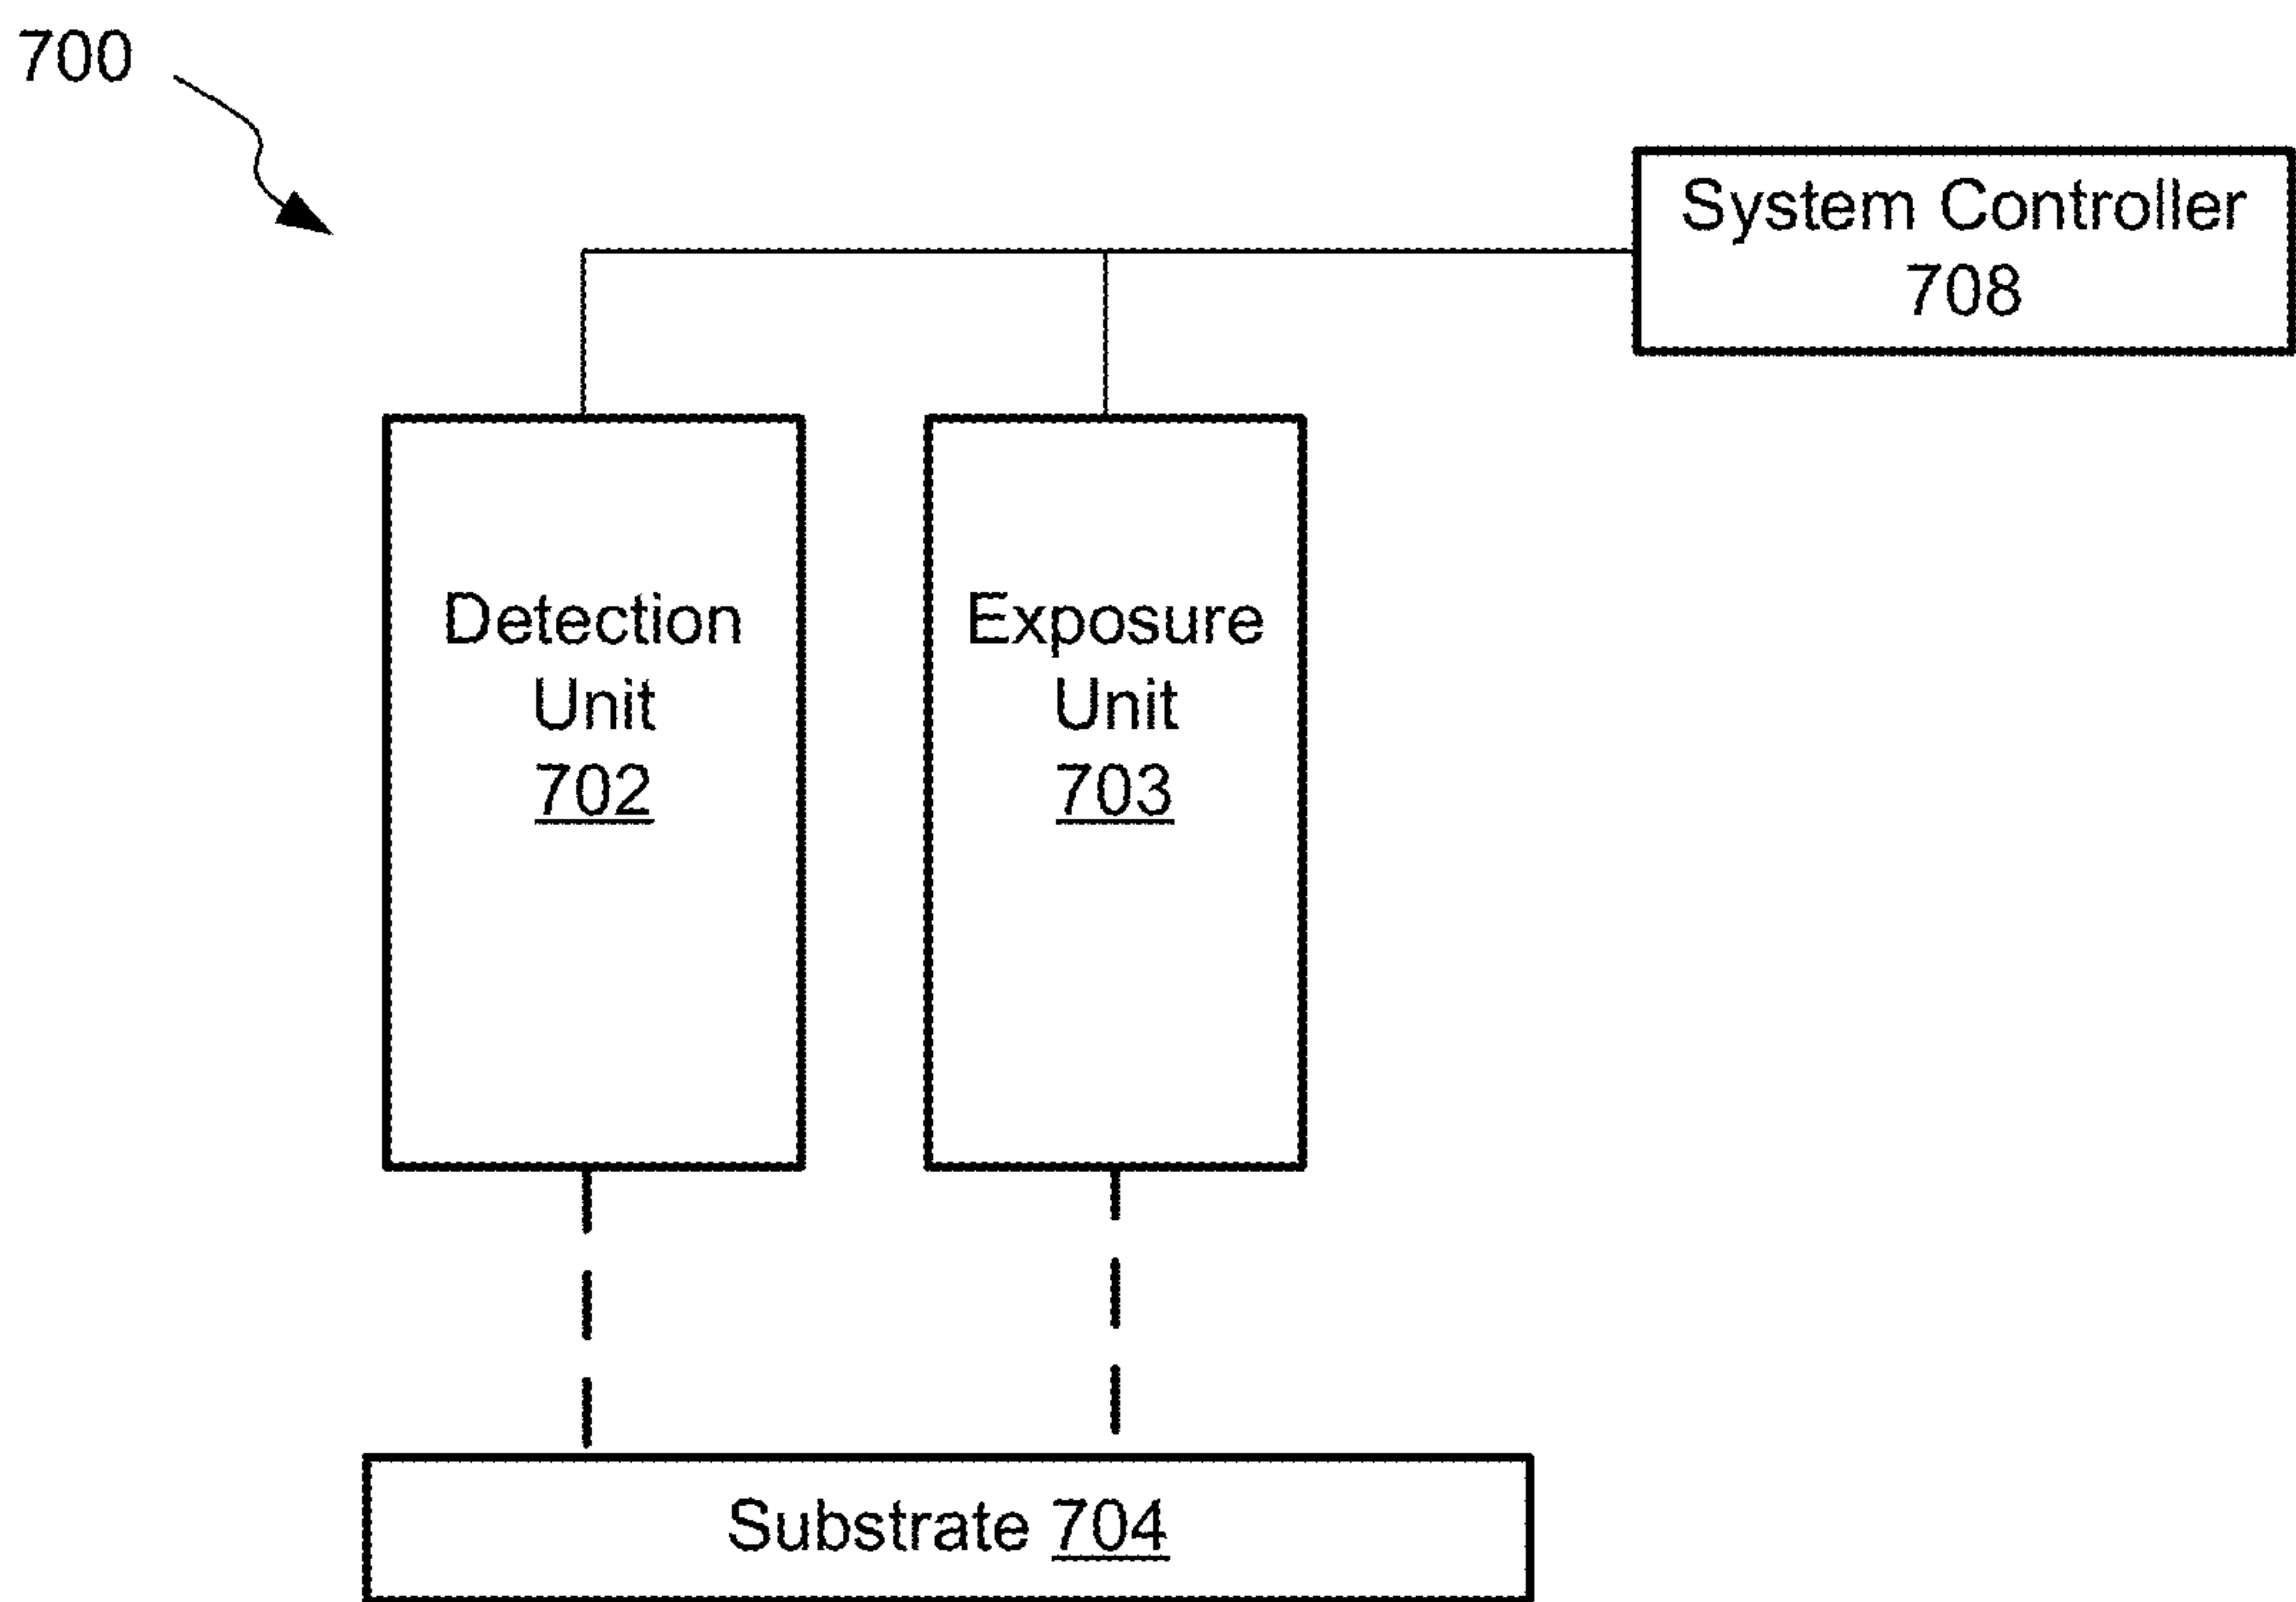 700
System Controller
708
Detection
Unit
702
Exposure
Unit
703
Substrate 704